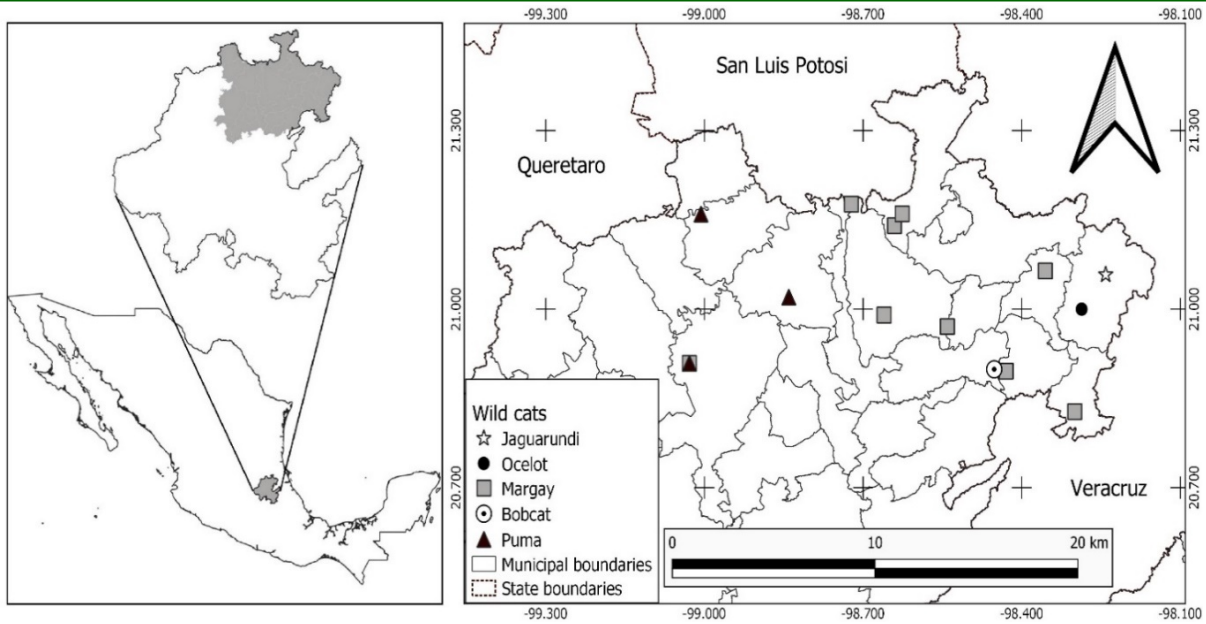 -99.300 -99.000 -98.700 -98.400 -98.100
San Luis Potosi
Queretaro
21.300
21.300
21.000
21.000
20.700
20.700
Wild cats
Jaguarundi
Ocelot
Margay
Bobcat
Puma
Municipal boundaries
State boundaries
Veracruz
0 10 20 km
-99.300 -99.000 -98.700 -98.400 -98.100